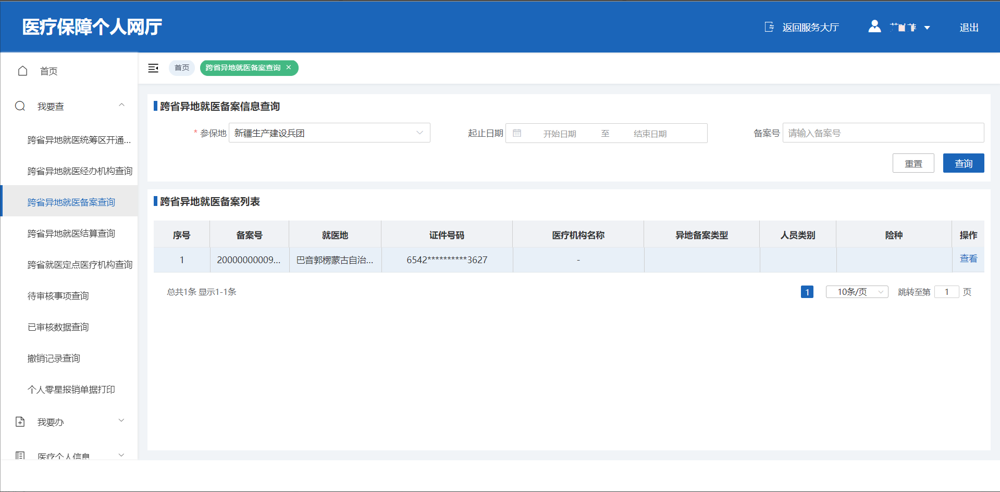 医疗保障个人网厅
返回服务大厅
退出
首页
我要查
跨省异地就医统筹区开通...
跨省异地就医经办机构查询
跨省异地就医备案查询
跨省异地就医结算查询
跨省就医定点医疗机构查询
待审核事项查询
已审核数据查询
撤销记录查询
个人零星报销单据打印
我要办
医疗个人信息
首页 跨省异地就医备案查询 ×
跨省异地就医备案信息查询
* 参保地 新疆生产建设兵团 起止日期 开始日期 至 结束日期 备案号 请输入备案号
重置 查询
跨省异地就医备案列表
序号 备案号 就医地 证件号码 医疗机构名称 异地备案类型 人员类别 险种 操作
1 20000000009... 巴音郭楞蒙古自治... 6542**********3627 - 查看
总共1条 显示1-1条 1 10条/页 跳转至第 1 页